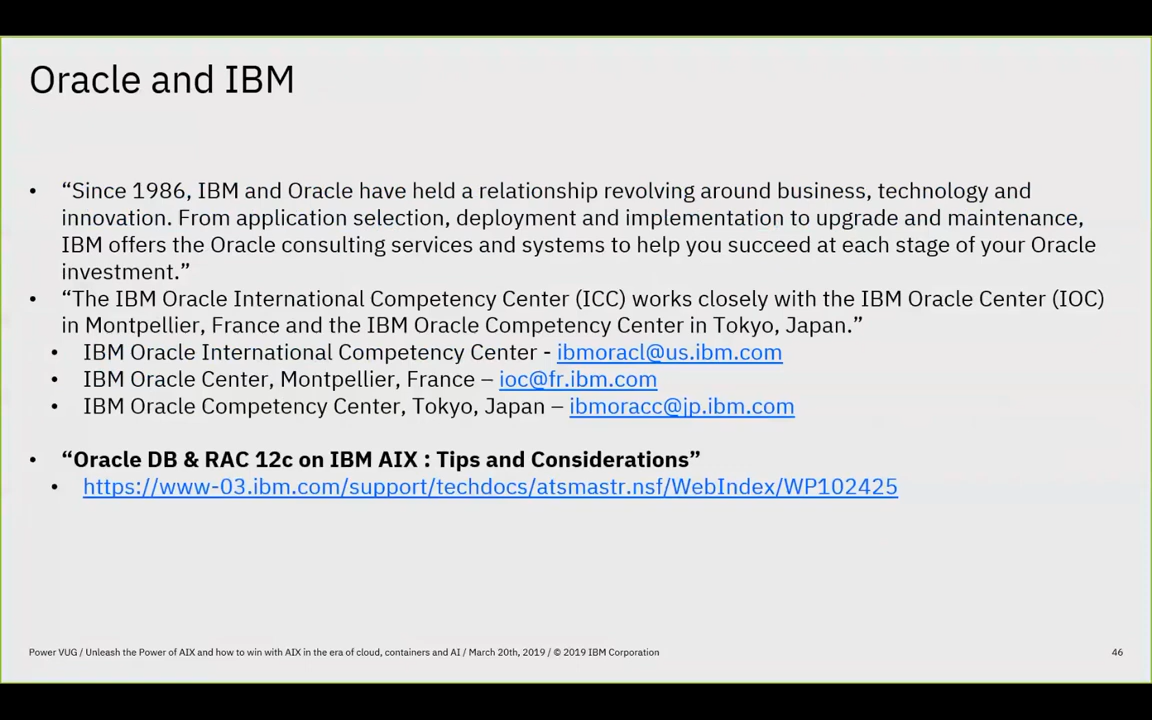 Oracle and IBM
• “Since 1986, IBM and Oracle have held a relationship revolving around business, technology and
innovation. From application selection, deployment and implementation to upgrade and maintenance,
IBM offers the Oracle consulting services and systems to help you succeed at each stage of your Oracle
investment.”
• “The IBM Oracle International Competency Center (ICC) works closely with the IBM Oracle Center (IOC)
in Montpellier, France and the IBM Oracle Competency Center in Tokyo, Japan.”
• IBM Oracle International Competency Center - ibmoracl@us.ibm.com
• IBM Oracle Center, Montpellier, France – ioc@fr.ibm.com
• IBM Oracle Competency Center, Tokyo, Japan – ibmoracc@jp.ibm.com
• “Oracle DB & RAC 12c on IBM AIX : Tips and Considerations”
• https://www-03.ibm.com/support/techdocs/atsmastr.nsf/WebIndex/WP102425
Power VUG / Unleash the Power of AIX and how to win with AIX in the era of cloud, containers and AI / March 20th, 2019 / © 2019 IBM Corporation 46